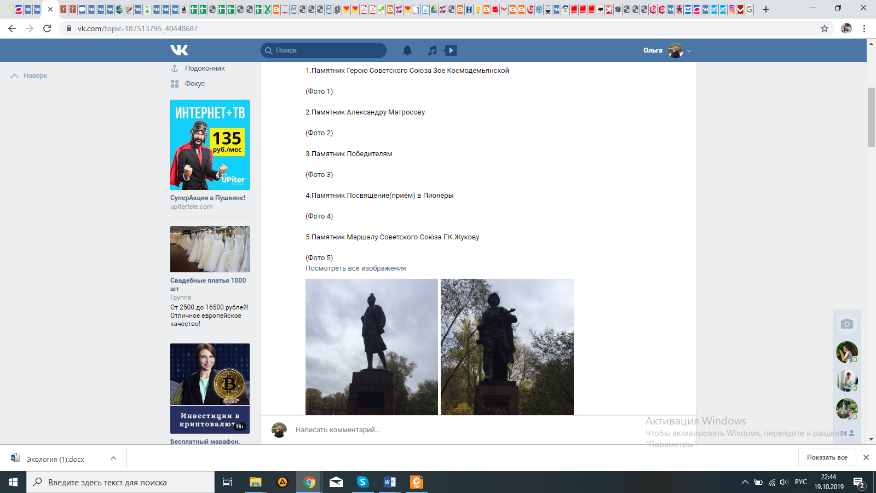 vk.com/topic-187513795_40448687
Поиск
Ольга
Наверх
Подоконник
Фокус
ИНТЕРНЕТ+ТВ
135
руб./мес
UPiter
СуперАкция в Пушкине!
upitertele.com
Свадебные платья 1000
шт
Группа
От 2500 до 16500 рублей!
Отличное европейское
качество!
Инвестиции в
криптовалюту
Бесплатный марафон.
1.Памятник Герою Советского Союза Зое Космодемьянской
(Фото 1)
2.Памятник Александру Матросову
(Фото 2)
3.Памятник Победителям
(Фото 3)
4.Памятник Посвящение(приём) в Пионеры
(Фото 4)
5.Памятник Маршалу Советского Союза Г.К.Жукову
(Фото 5)
Посмотреть все изображения
Написать комментарий...
Активация Windows
Чтобы активировать Windows, перейдите в раздел
"Параметры".
24
Экология (1).docx
Показать все
Введите здесь текст для поиска
РУС
22:44
19.10.2019
2